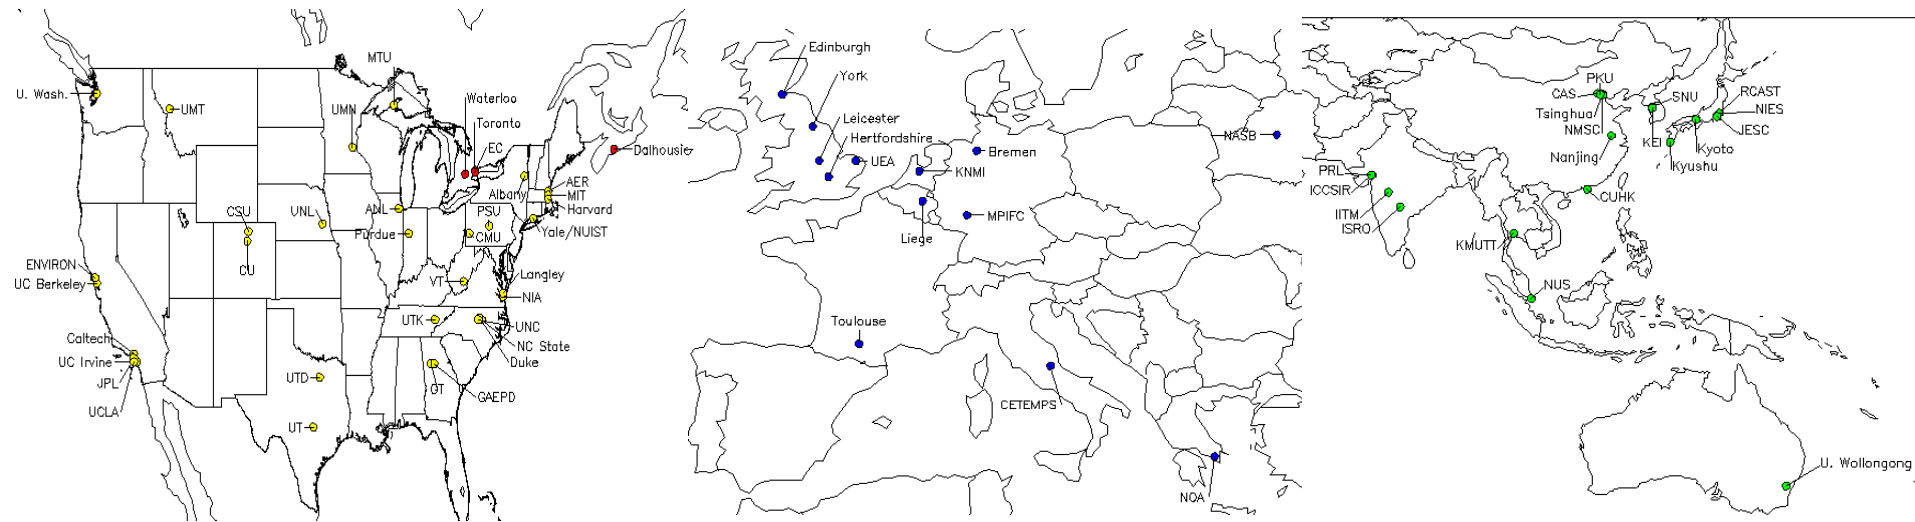 MTU
U. Wash.
UMT
UMN
Waterloo
Toronto
EC
Dalhousie
Albany
AER
MIT
Harvard
Yale/NUIST
PSU
CMU
ANL
Purdue
UNL
CSU
CU
ENVIRON
UC Berkeley
Langley
VT
NIA
UTK
UNC
NC State
Duke
Caltech
UC Irvine
JPL
UCLA
UTD
GT
GAEPD
UT
Edinburgh
York
Leicester
Hertfordshire
UEA
Bremen
KNMI
MPIFC
Liege
NASB
Toulouse
CETEMPS
NOA
PKU
CAS
Tsinghua/
NMSC
SNU
RCAST
NIES
JESC
Nanjing
KEI
Kyoto
Kyushu
PRL
ICCSIR
IITM
ISRO
CUHK
KMUTT
NUS
U. Wollongong